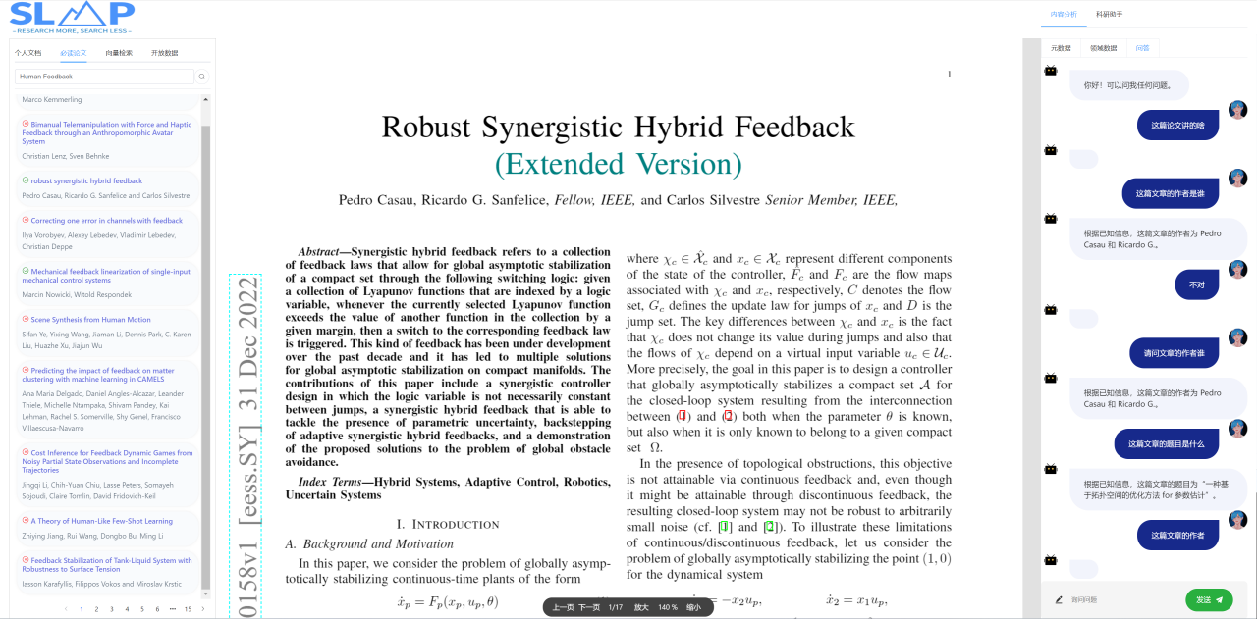 SLMP
- RESEARCH MORE, SEARCH LESS -
个人文档 必读论文 向量检索 开放数据
Human Feedback
Marco Kemmerling
Bimanual Telemanipulation with Force and Haptic
Feedback through an Anthropomorphic Avatar
System
Christian Lenz, Sven Behnke
robust synergistic hybrid feedback
Pedro Casau, Ricardo G. Sanfelice and Carlos Silvestre
Correcting one error in channels with feedback
Ilya Vorobyev, Alexey Lebedev, Vladimir Lebedev,
Christian Deppe
Mechanical feedback linearization of single-input
mechanical control systems
Marcin Nowicki, Witold Respondek
Scene Synthesis from Human Motion
Sifan Ye, Yixing Wang, Jiaman Li, Dennis Park, C. Karen
Liu, Huazhe Xu, Jiajun Wu
Predicting the impact of feedback on matter
clustering with machine learning in CAMELS
Ana Maria Delgado, Daniel Angles-Alcazar, Leander
Thiele, Michelle Ntampaka, Shivam Pandey, Kai
Lehman, Rachel S. Somerville, Shy Genel, Francisco
Villaescusa-Navarro
Cost Inference for Feedback Dynamic Games from
Noisy Partial State Observations and Incomplete
Trajectories
Jingqi Li, Chih-Yuan Chiu, Lasse Peters, Somayeh
Sojoudi, Claire Tomlin, David Fridovich-Keil
A Theory of Human-Like Few-Shot Learning
Zhiying Jiang, Rui Wang, Dongbo Bu Ming Li
Feedback Stabilization of Tank-Liquid System with
Robustness to Surface Tension
Iasson Karafyllis, Filippos Vokos and Miroslav Krstic
< 1 2 3 4 5 6 ••• 15 >
1
Robust Synergistic Hybrid Feedback
(Extended Version)
Pedro Casau, Ricardo G. Sanfelice, Fellow, IEEE, and Carlos Silvestre Senior Member, IEEE,
0158v1 [eess.SY] 31 Dec 2022
Abstract—Synergistic hybrid feedback refers to a collection
of feedback laws that allow for global asymptotic stabilization
of a compact set through the following switching logic: given
a collection of Lyapunov functions that are indexed by a logic
variable, whenever the currently selected Lyapunov function
exceeds the value of another function in the collection by a
given margin, then a switch to the corresponding feedback law
is triggered. This kind of feedback has been under development
over the past decade and it has led to multiple solutions
for global asymptotic stabilization on compact manifolds. The
contributions of this paper include a synergistic controller
design in which the logic variable is not necessarily constant
between jumps, a synergistic hybrid feedback that is able to
tackle the presence of parametric uncertainty, backstepping
of adaptive synergistic hybrid feedbacks, and a demonstration
of the proposed solutions to the problem of global obstacle
avoidance.
Index Terms—Hybrid Systems, Adaptive Control, Robotics,
Uncertain Systems
I. INTRODUCTION
A. Background and Motivation
In this paper, we consider the problem of globally asymp-
totically stabilizing continuous-time plants of the form
ẋ_p = F_p(x_p, u_p, θ)
where χ_c ∈ X̂_c and x_c ∈ X_c represent different components
of the state of the controller, F̂_c and F_c are the flow maps
associated with χ_c and x_c, respectively, C denotes the flow
set, G_c defines the update law for jumps of x_c and D is the
jump set. The key differences between χ_c and x_c is the fact
that χ_c does not change its value during jumps and also that
the flows of χ_c depend on a virtual input variable u_c ∈ U_c.
More precisely, the goal in this paper is to design a controller
that globally asymptotically stabilizes a compact set A for
the closed-loop system resulting from the interconnection
between (1) and (2) both when the parameter θ is known,
but also when it is only known to belong to a given compact
set Ω.
In the presence of topological obstructions, this objective
is not attainable via continuous feedback and, even though
it might be attainable through discontinuous feedback, the
resulting closed-loop system may not be robust to arbitrarily
small noise (cf. [1] and [2]). To illustrate these limitations
of continuous/discontinuous feedback, let us consider the
problem of globally asymptotically stabilizing the point (1, 0)
for the dynamical system
= −x₂u_p, ẋ₂ = x₁u_p,
上一页 下一页 1/17 放大 140 % 缩小
内容分析 科研助手
元数据 领域数据 问答
你好！可以问我任何问题。
这篇论文讲的啥
这篇文章的作者是谁
根据已知信息，这篇文章的作者为 Pedro
Casau 和 Ricardo G.。
不对
请问文章的作者谁
根据已知信息，这篇文章的作者为 Pedro
Casau 和 Ricardo G.。
这篇文章的题目是什么
根据已知信息，这篇文章的题目为 “一种基
于拓扑空间的优化方法 for 参数估计” 。
这篇文章的作者
询问问题
发送